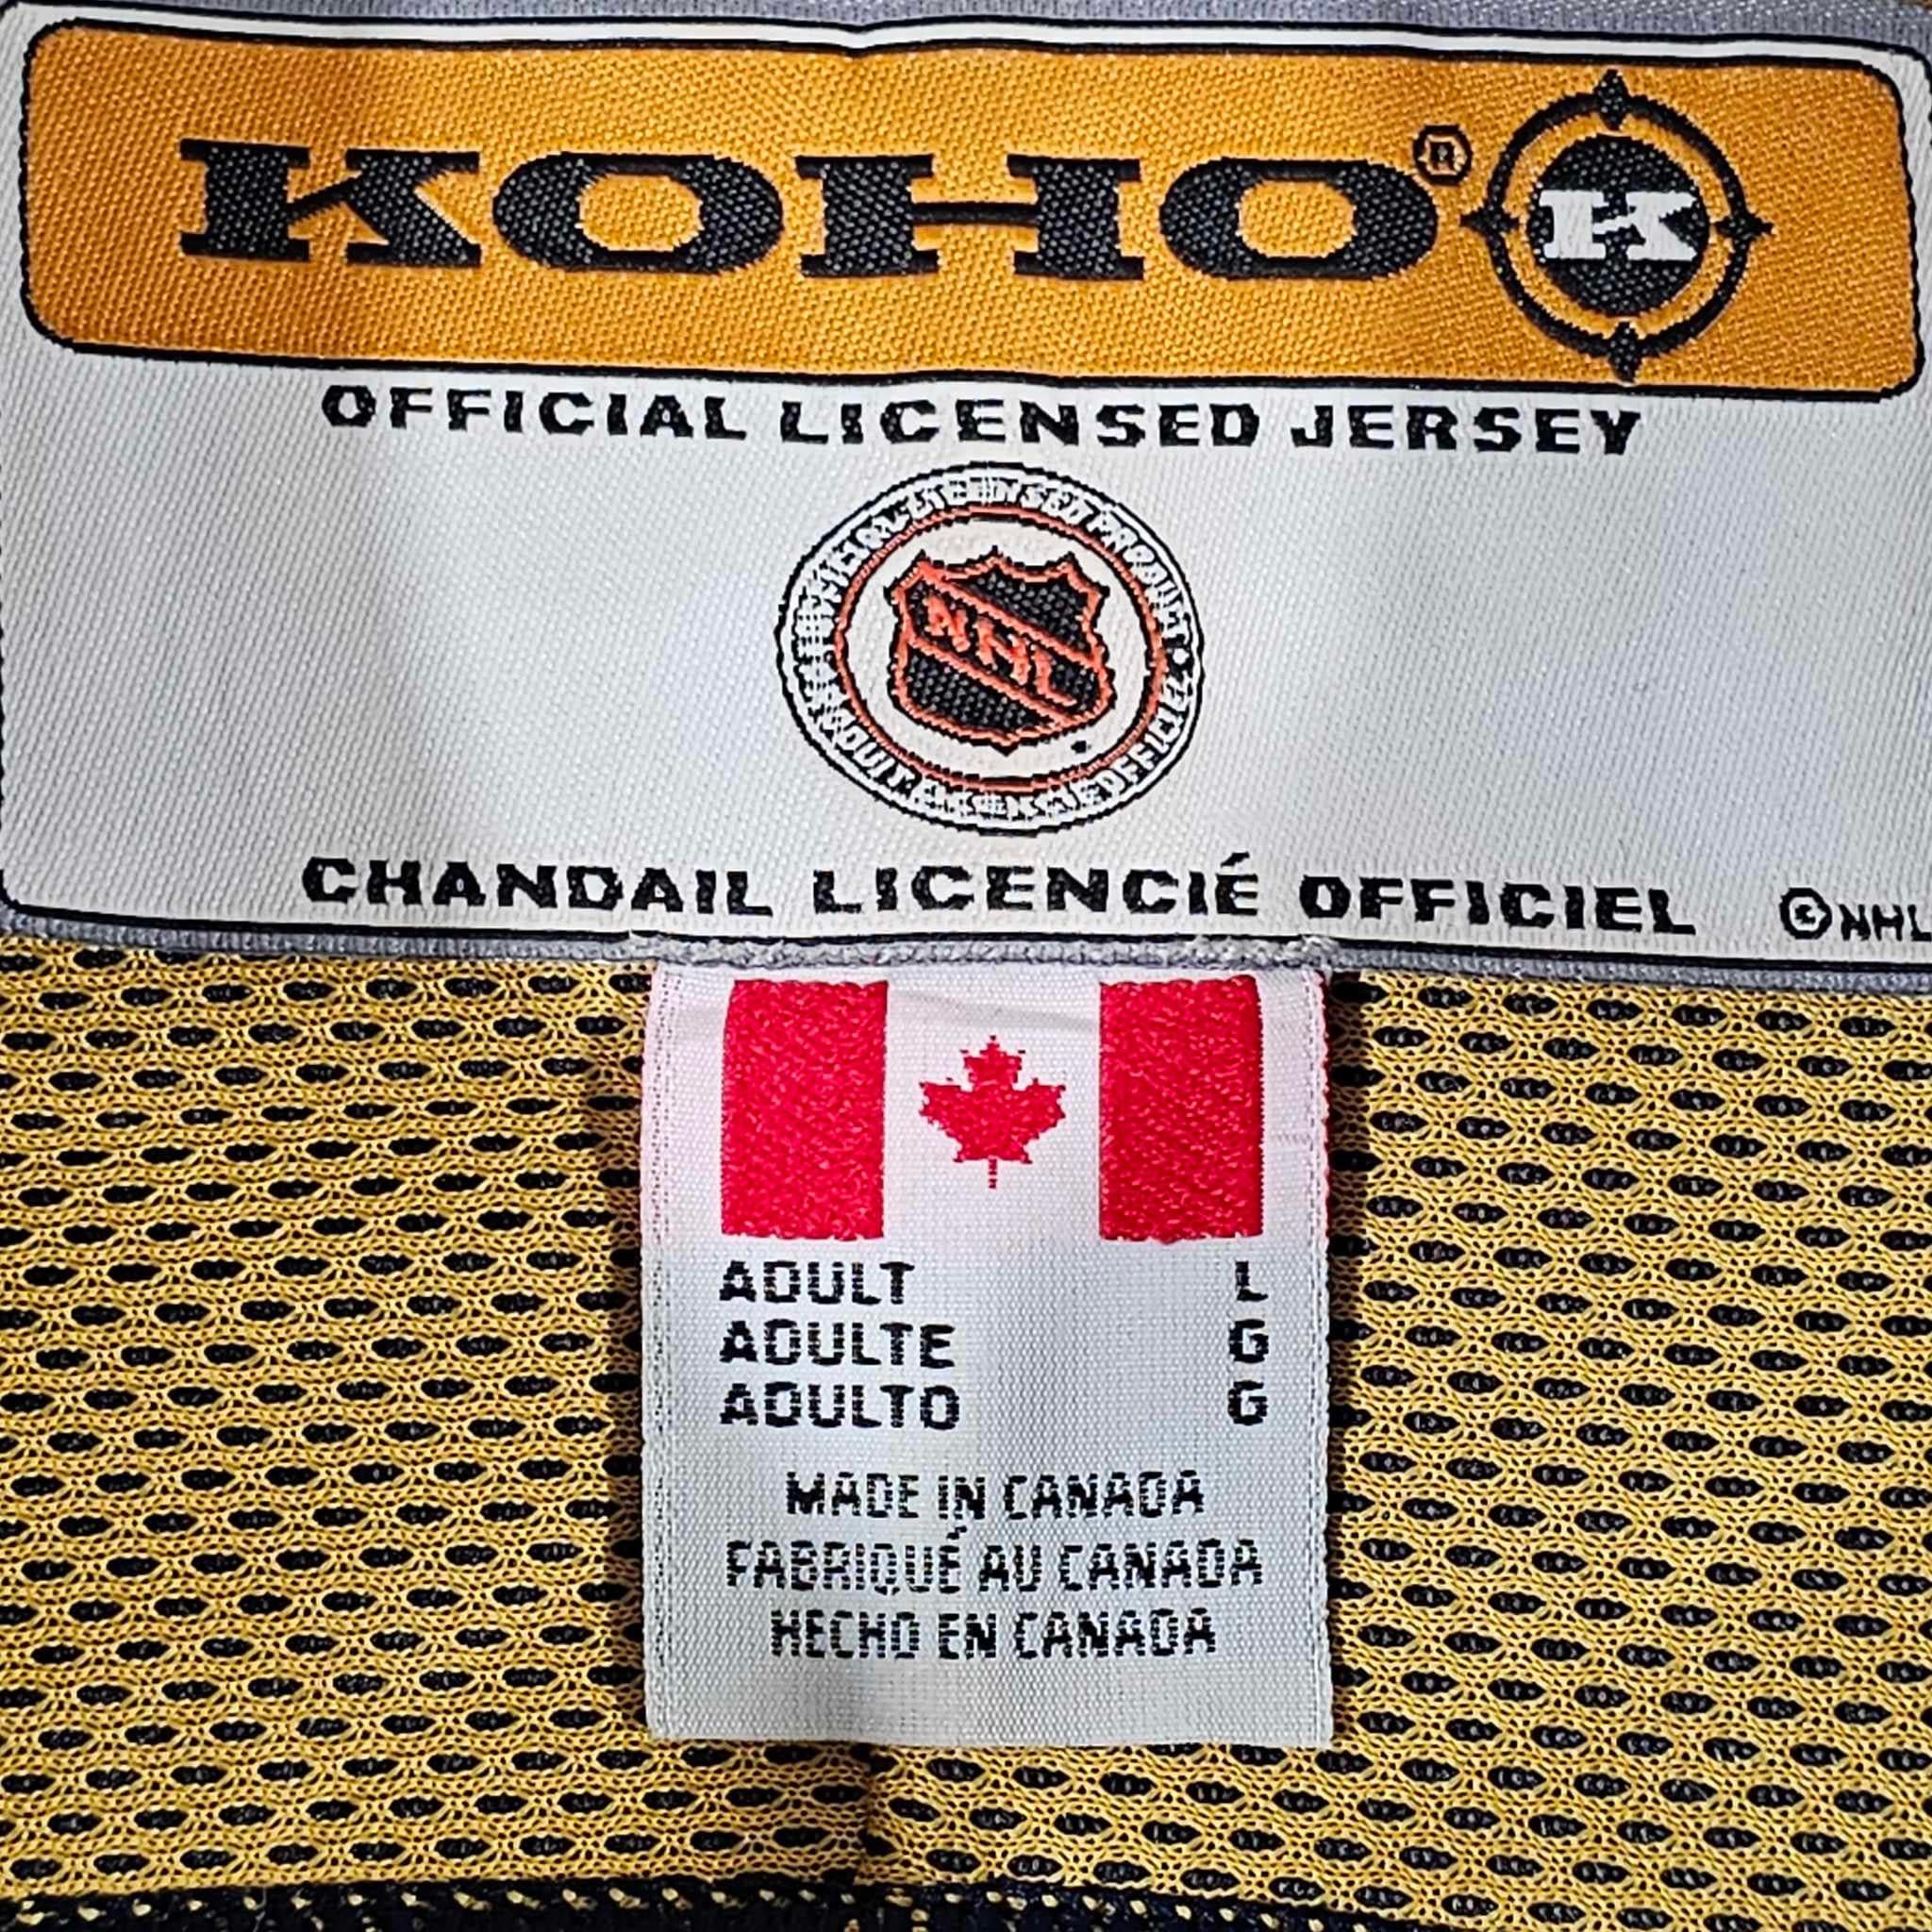 KOHO® K
OFFICIAL LICENSED JERSEY
NHL
CHANDAIL LICENCIÉ OFFICIEL ©NHL
ADULT L
ADULTE G
ADULTO G
MADE IN CANADA
FABRIQUÉ AU CANADA
HECHO EN CANADA